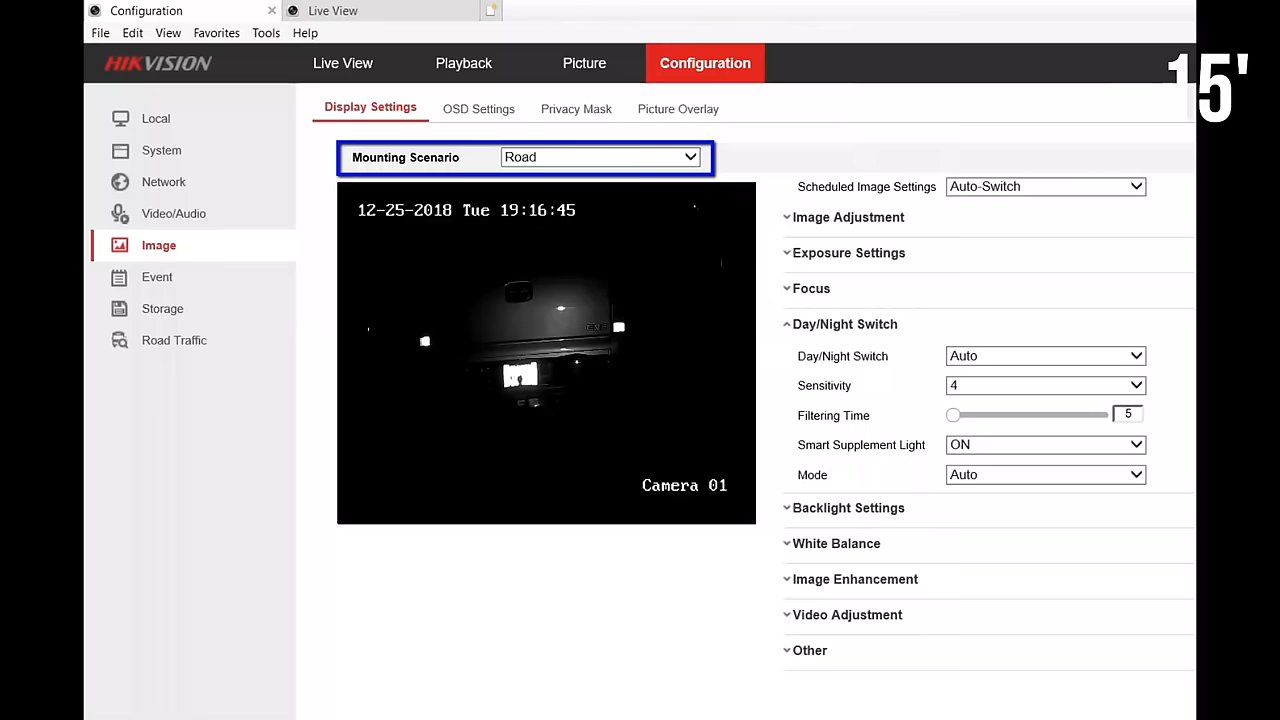 Configuration
Live View
File Edit View Favorites Tools Help
HIKVISION
Live View Playback Picture Configuration
15'
Local
System
Network
Video/Audio
Image
Event
Storage
Road Traffic
Display Settings OSD Settings Privacy Mask Picture Overlay
Mounting Scenario Road
12-25-2018 Tue 19:16:45
Camera 01
Scheduled Image Settings Auto-Switch
Image Adjustment
Exposure Settings
Focus
Day/Night Switch
Day/Night Switch Auto
Sensitivity 4
Filtering Time 5
Smart Supplement Light ON
Mode Auto
Backlight Settings
White Balance
Image Enhancement
Video Adjustment
Other